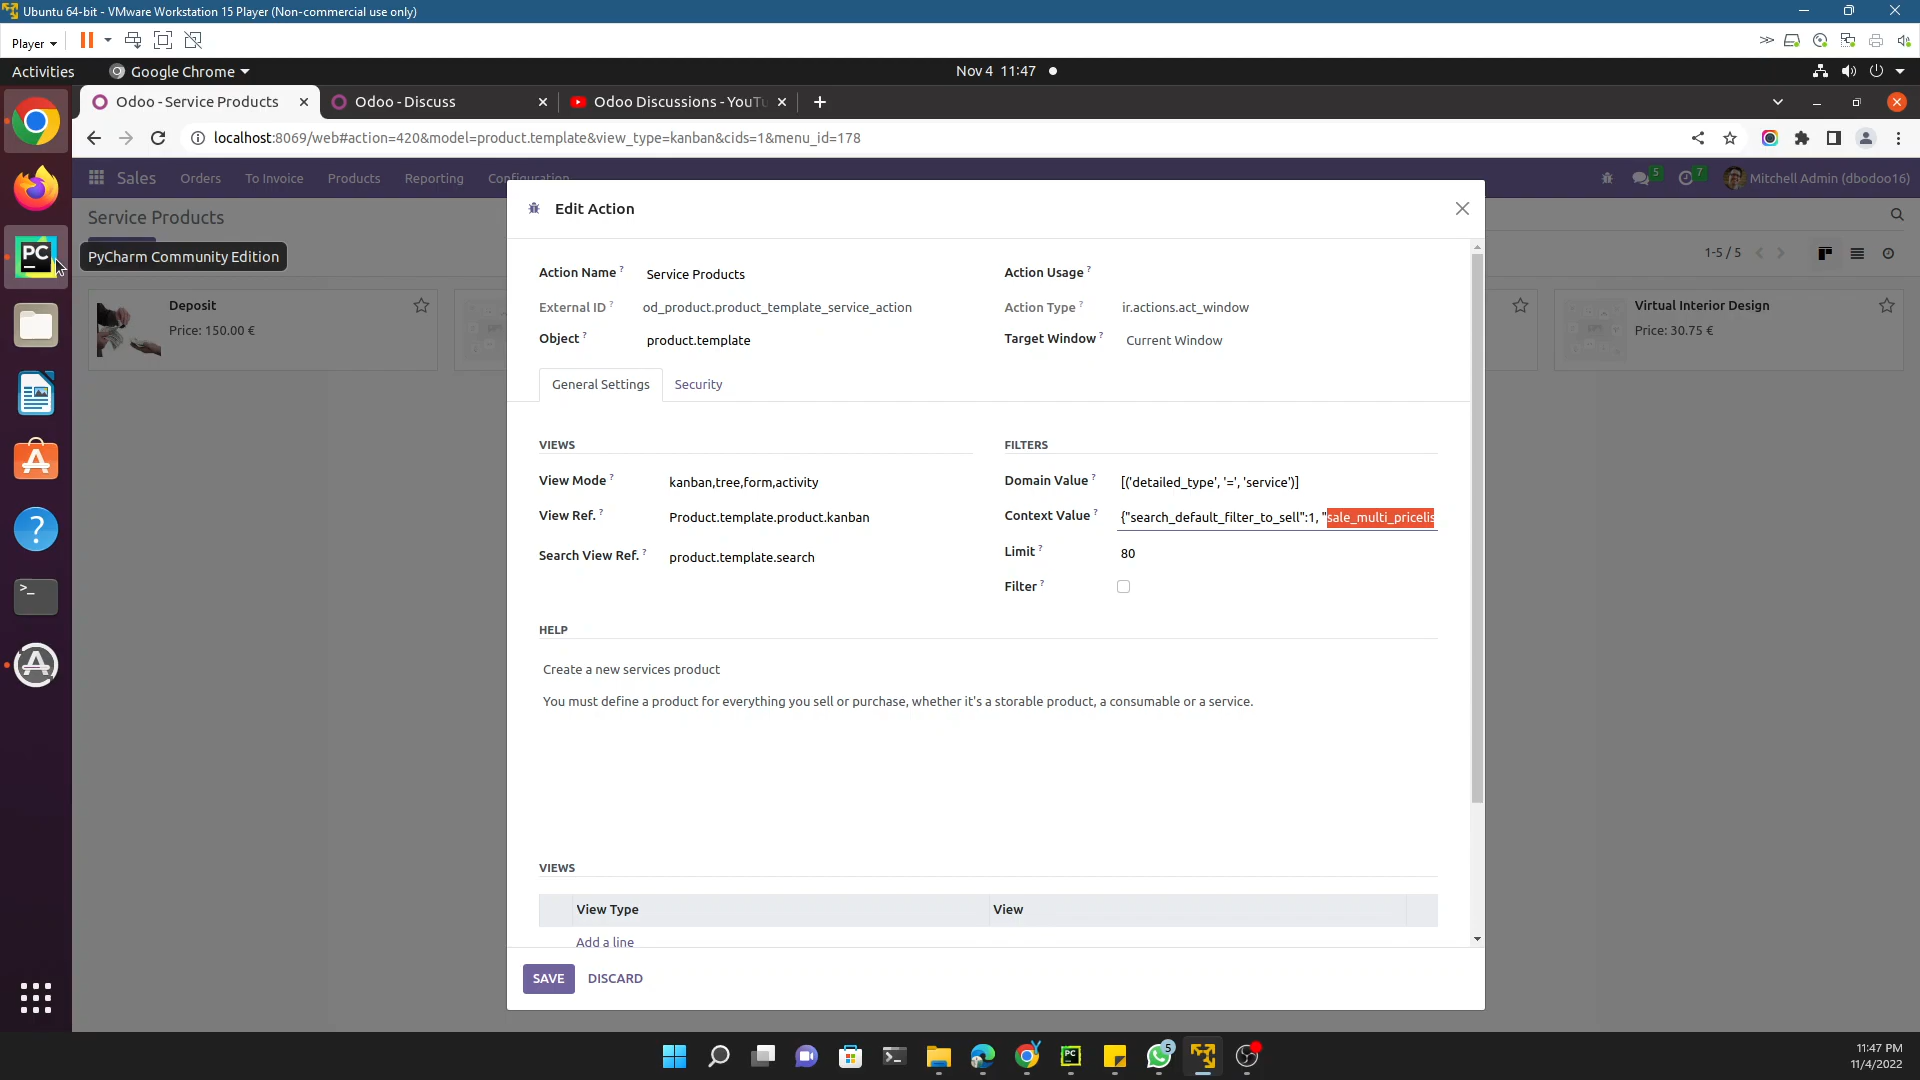 Ubuntu 64-bit - VMware Workstation 15 Player (Non-commercial use only)
Player
Activities
Google Chrome
Nov 4 11:47
Odoo - Service Products
Odoo - Discuss
Odoo Discussions - YouTu
localhost:8069/web#action=420&model=product.template&view_type=kanban&cids=1&menu_id=178
Sales
Orders
To Invoice
Products
Reporting
Configuration
5
7
Mitchell Admin (dbodoo16)
Service Products
PyCharm Community Edition
1-5 / 5
Deposit
Price: 150.00 €
Virtual Interior Design
Price: 30.75 €
Edit Action
Action Name ?
Service Products
Action Usage ?
External ID ?
od_product.product_template_service_action
Action Type ?
ir.actions.act_window
Object ?
product.template
Target Window ?
Current Window
General Settings
Security
VIEWS
FILTERS
View Mode ?
kanban,tree,form,activity
Domain Value ?
[('detailed_type', '=', 'service')]
View Ref. ?
Product.template.product.kanban
Context Value ?
{"search_default_filter_to_sell":1, "sale_multi_pricelis
Search View Ref. ?
product.template.search
Limit ?
80
Filter ?
HELP
Create a new services product
You must define a product for everything you sell or purchase, whether it's a storable product, a consumable or a service.
VIEWS
View Type
View
Add a line
SAVE
DISCARD
PC
PC
5
11:47 PM
11/4/2022